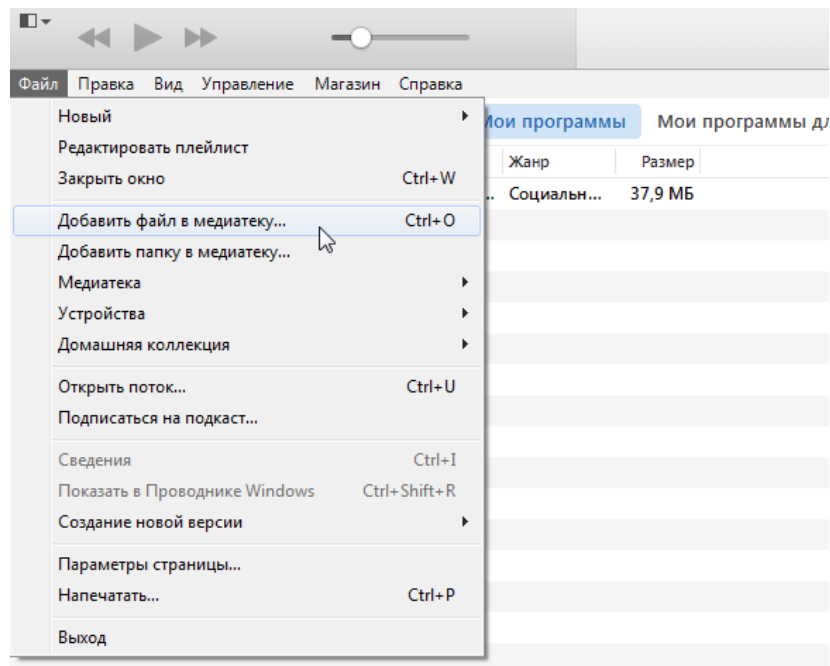 Файл Правка Вид Управление Магазин Справка
Новый
Мои программы Мои программы
Редактировать плейлист
Жанр Размер
Закрыть окно Ctrl+W
Социальн... 37,9 МБ
Добавить файл в медиатеку... Ctrl+O
Добавить папку в медиатеку...
Медиатека
Устройства
Домашняя коллекция
Открыть поток... Ctrl+U
Подписаться на подкаст...
Сведения Ctrl+I
Показать в Проводнике Windows Ctrl+Shift+R
Создание новой версии
Параметры страницы...
Напечатать... Ctrl+P
Выход